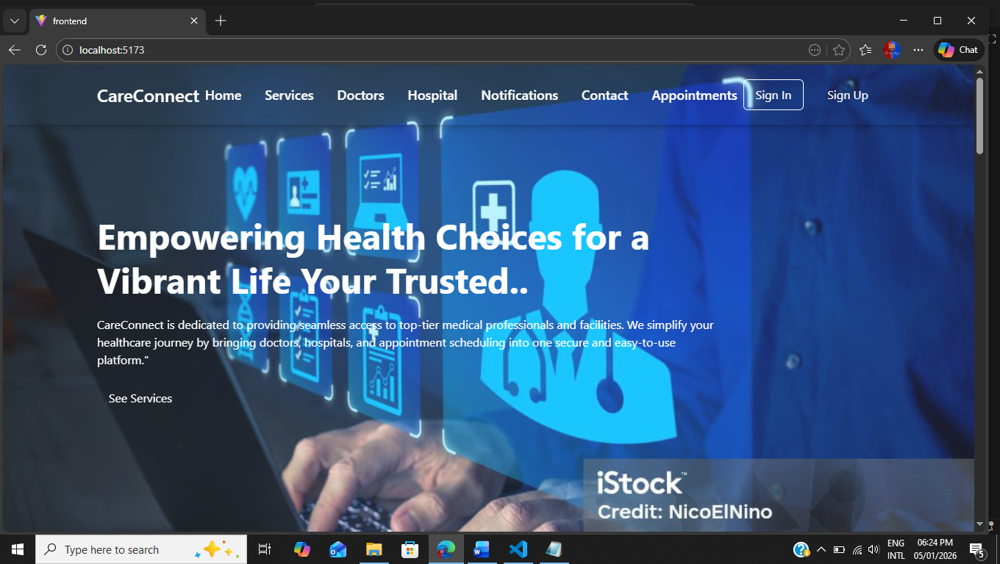 frontend
localhost:5173
Chat
CareConnect Home Services Doctors Hospital Notifications Contact Appointments Sign In Sign Up
Empowering Health Choices for a
Vibrant Life Your Trusted..
CareConnect is dedicated to providing seamless access to top-tier medical professionals and facilities. We simplify your
healthcare journey by bringing doctors, hospitals, and appointment scheduling into one secure and easy-to-use
platform."
See Services
iStock™
Credit: NicoElNino
Type here to search
ENG
INTL
06:24 PM
05/01/2026
5